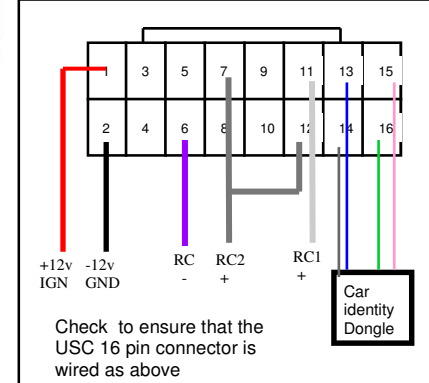 1 3 5 7 9 11 13 15
2 4 6 8 10 12 14 16
+12v -12v RC RC2 RC1
IGN GND - + +
Car
identity
Dongle
Check to ensure that the
USC 16 pin connector is
wired as above